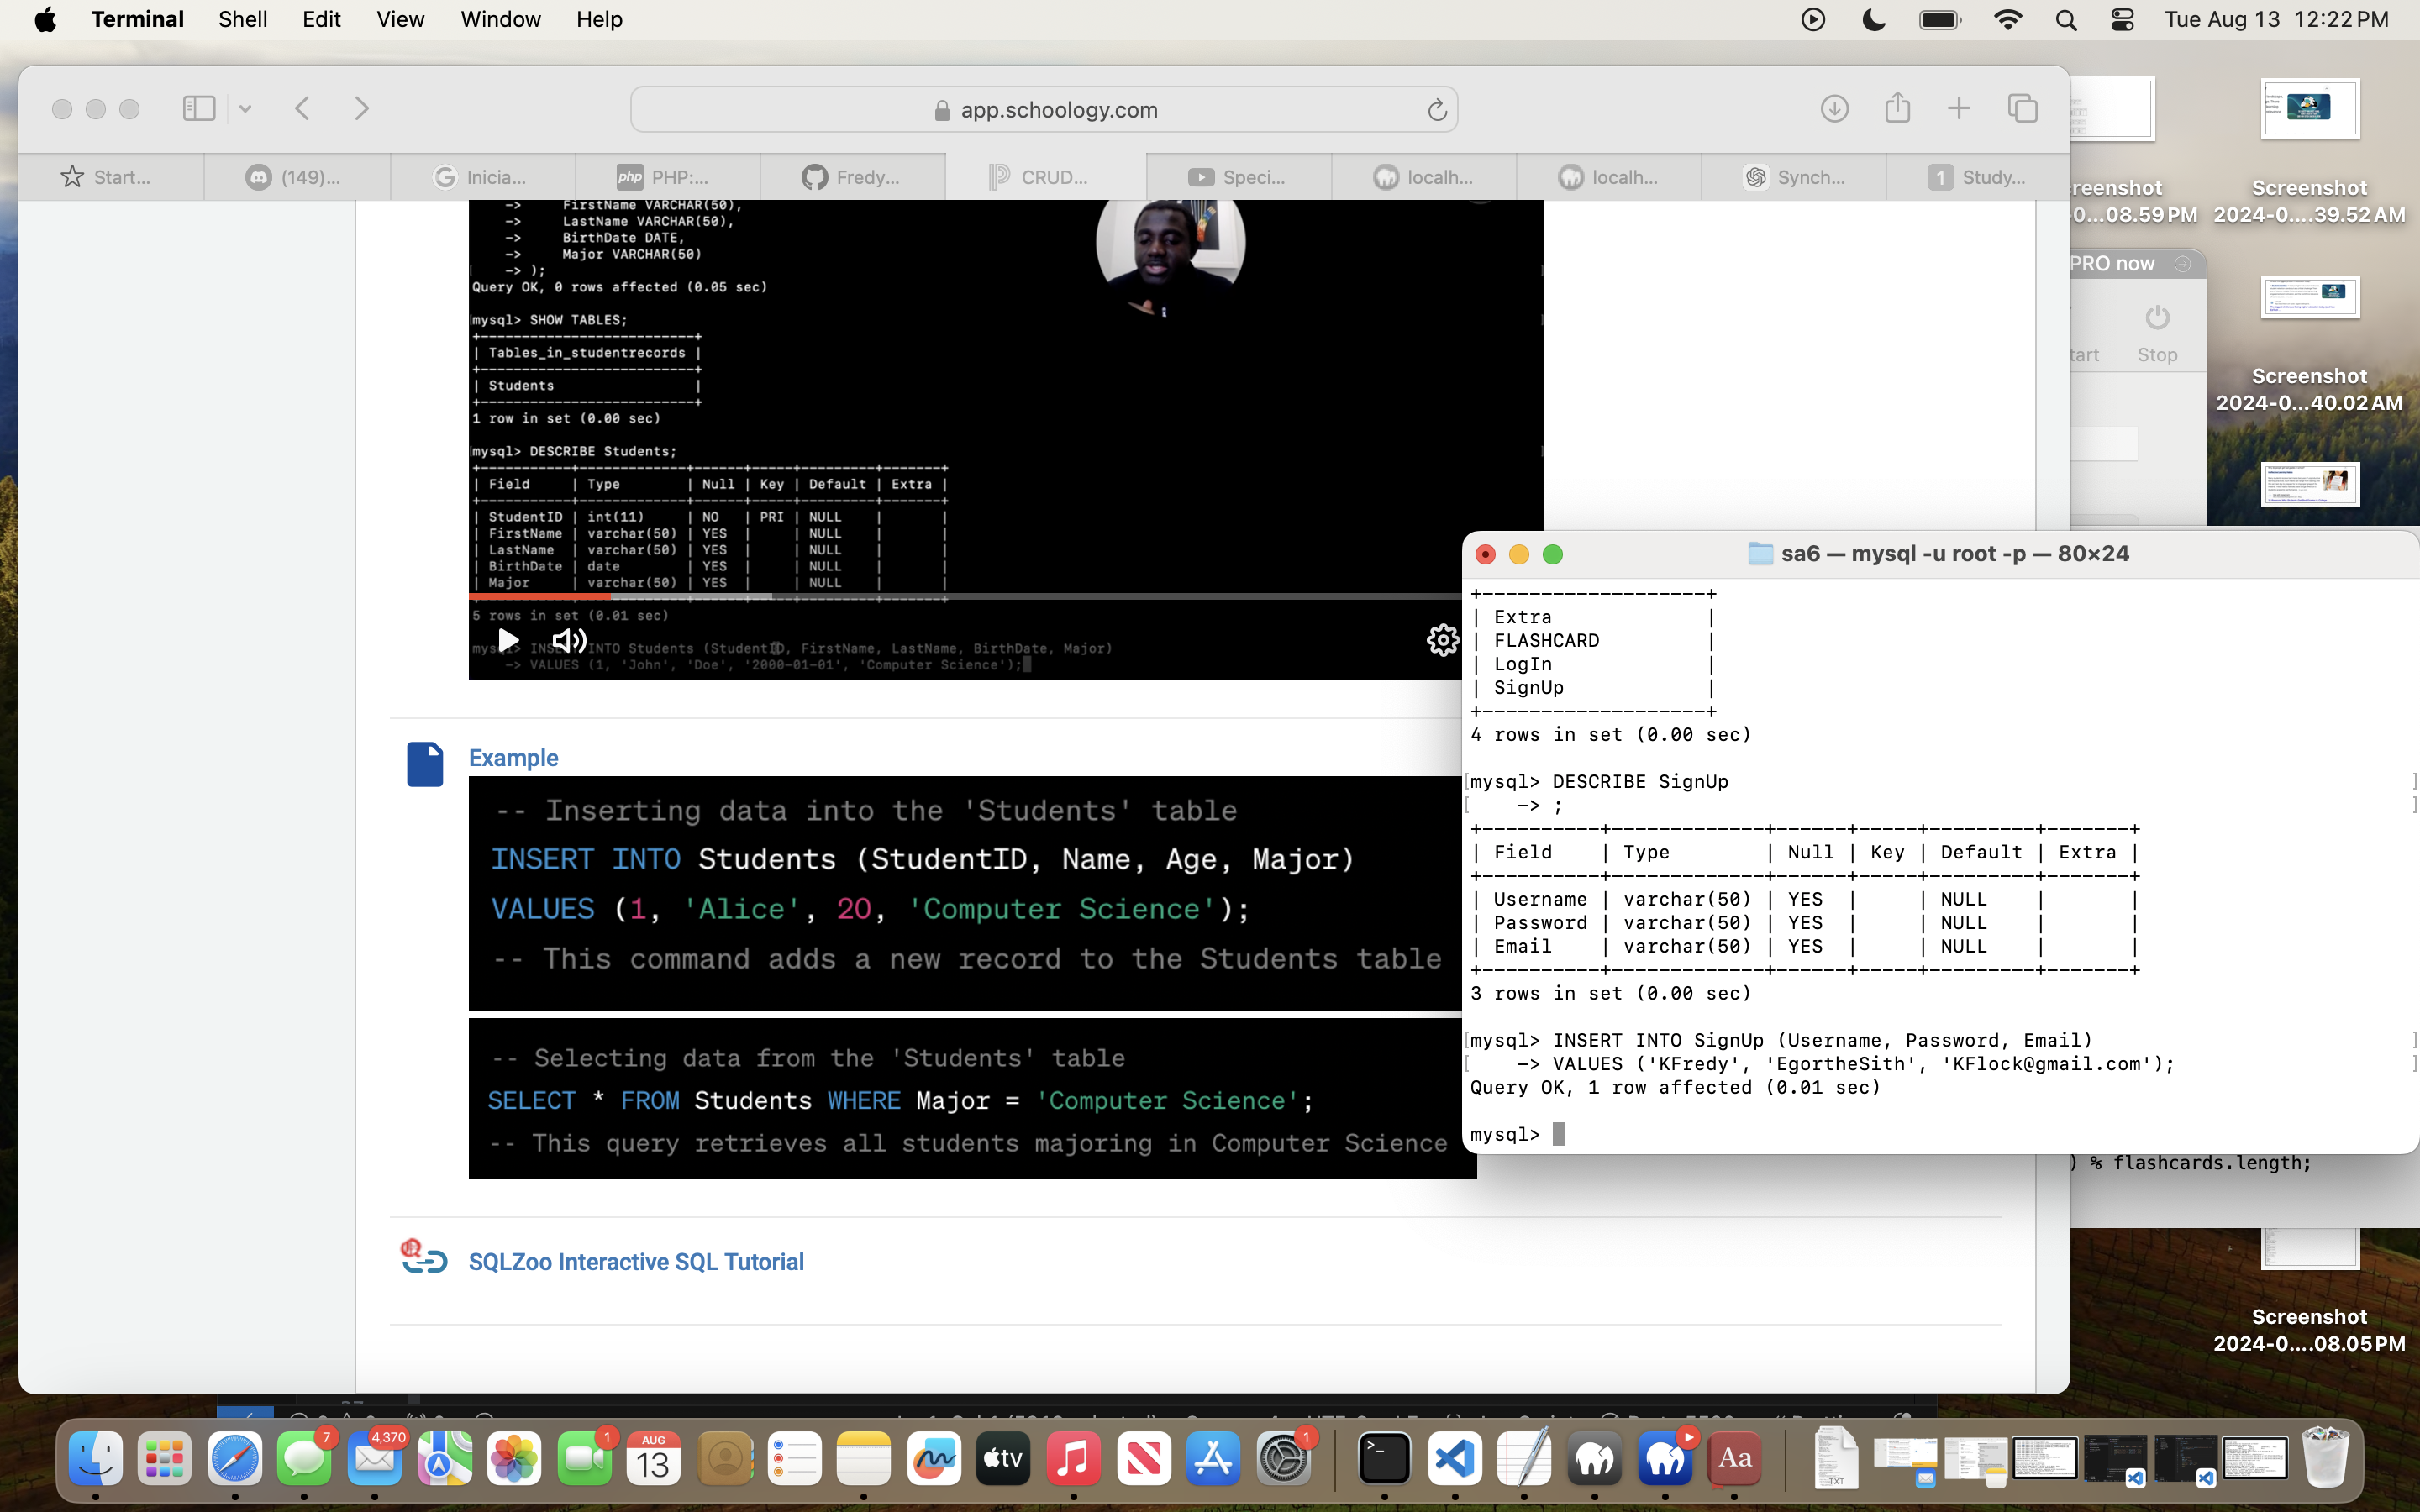 Terminal Shell Edit View Window Help Tue Aug 13 12:22 PM
app.schoology.com
Start... (149)... Inicia... PHP:... Fredy... CRUD... Speci... localh... localh... Synch... Study...
-> FirstName VARCHAR(50),
-> LastName VARCHAR(50),
-> BirthDate DATE,
-> Major VARCHAR(50)
-> );
Query OK, 0 rows affected (0.05 sec)
mysql> SHOW TABLES;
+-------------------------+
| Tables_in_studentrecords |
+-------------------------+
| Students |
+-------------------------+
1 row in set (0.00 sec)
mysql> DESCRIBE Students;
| Field | Type | Null | Key | Default | Extra |
| StudentID | int(11) | NO | PRI | NULL | |
| FirstName | varchar(50) | YES | | NULL | |
| LastName | varchar(50) | YES | | NULL | |
| BirthDate | date | YES | | NULL | |
| Major | varchar(50) | YES | | NULL | |
5 rows in set (0.01 sec)
mysql> INSERT INTO Students (StudentID, FirstName, LastName, BirthDate, Major)
-> VALUES (1, 'John', 'Doe', '2000-01-01', 'Computer Science');
Example
-- Inserting data into the 'Students' table
INSERT INTO Students (StudentID, Name, Age, Major)
VALUES (1, 'Alice', 20, 'Computer Science');
-- This command adds a new record to the Students table
-- Selecting data from the 'Students' table
SELECT * FROM Students WHERE Major = 'Computer Science';
-- This query retrieves all students majoring in Computer Science
SQLZoo Interactive SQL Tutorial
sa6 — mysql -u root -p — 80×24
+------------------+
| Extra |
| FLASHCARD |
| LogIn |
| SignUp |
+------------------+
4 rows in set (0.00 sec)
[mysql> DESCRIBE SignUp ]
[ -> ; ]
+----------+-------------+------+-----+---------+-------+
| Field | Type | Null | Key | Default | Extra |
+----------+-------------+------+-----+---------+-------+
| Username | varchar(50) | YES | | NULL | |
| Password | varchar(50) | YES | | NULL | |
| Email | varchar(50) | YES | | NULL | |
+----------+-------------+------+-----+---------+-------+
3 rows in set (0.00 sec)
[mysql> INSERT INTO SignUp (Username, Password, Email) ]
[ -> VALUES ('KFredy', 'EgortheSith', 'KFlock@gmail.com'); ]
Query OK, 1 row affected (0.01 sec)
mysql>
) % flashcards.length;
reenshot
0...08.59 PM
PRO now
tart Stop
Screenshot
2024-0....39.52 AM
Screenshot
2024-0...40.02 AM
Screenshot
2024-0....08.05 PM
7 4,370 1 AUG 13 tv 1 >_ Aa TXT